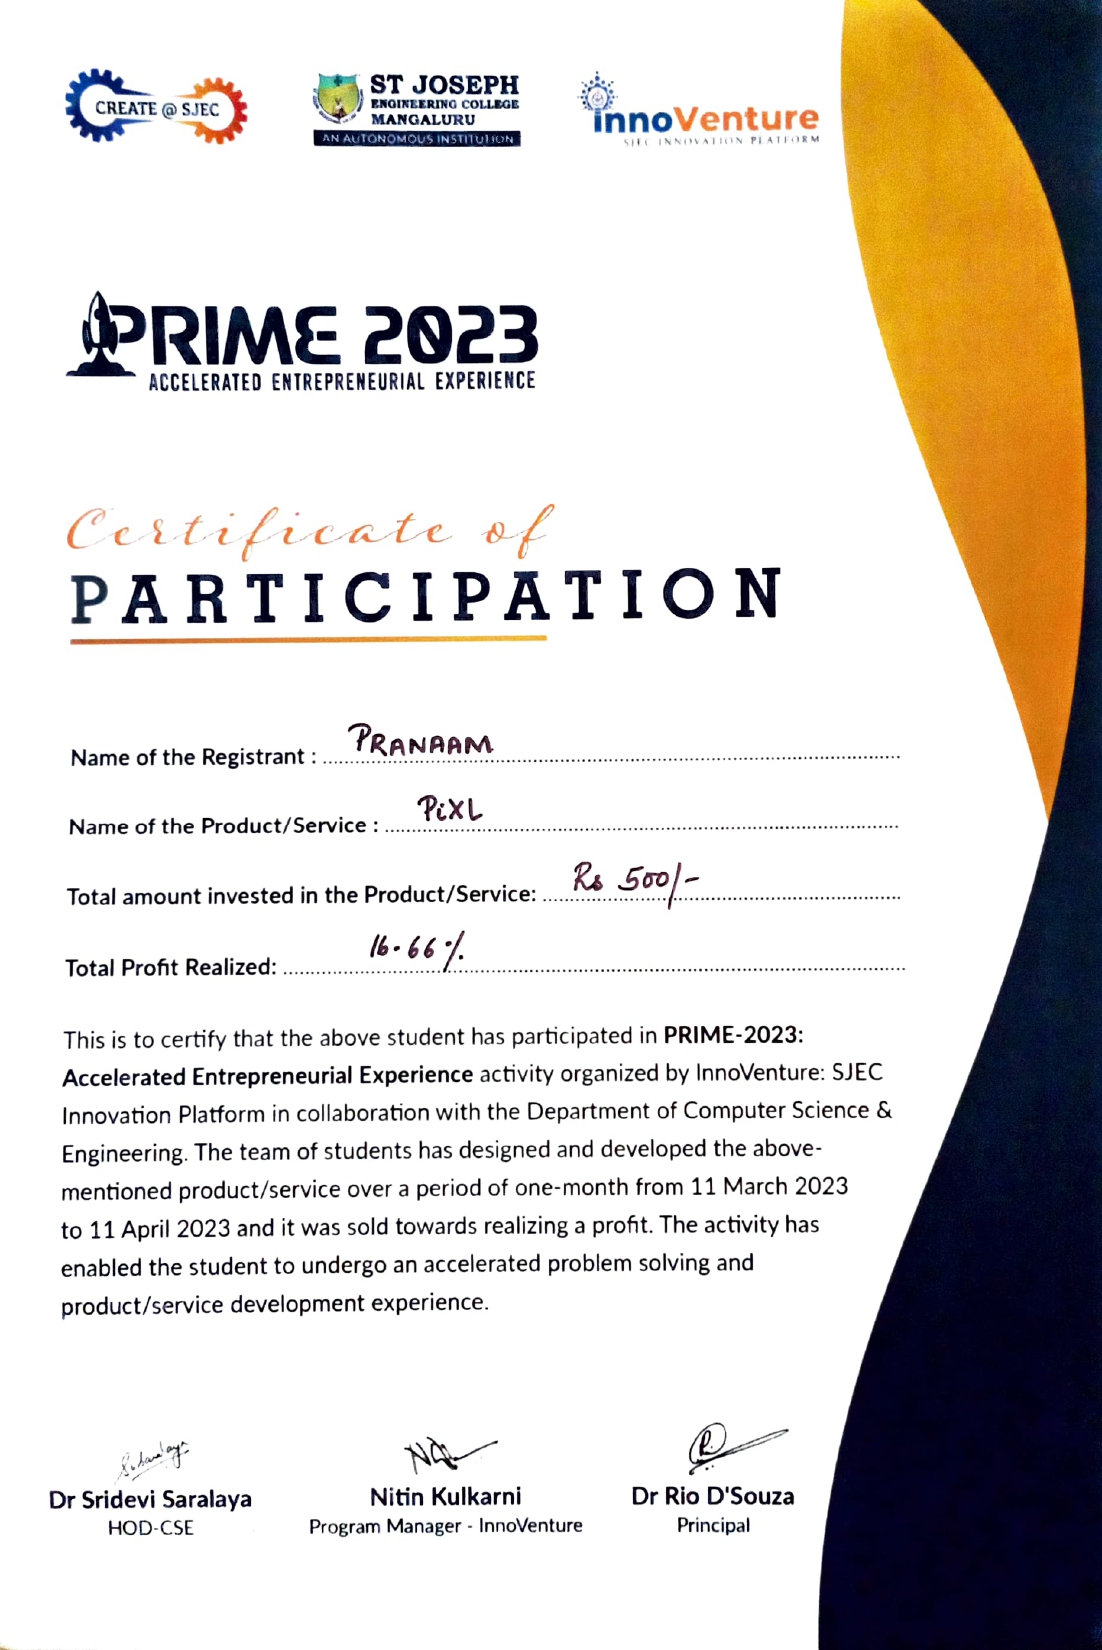 CREATE @ SJEC
ST JOSEPH
ENGINEERING COLLEGE
MANGALURU
AN AUTONOMOUS INSTITUTION
innoVenture
SJEC INNOVATION PLATFORM
PRIME 2023
ACCELERATED ENTREPRENEURIAL EXPERIENCE
Certificate of
PARTICIPATION
Name of the Registrant : PRANAAM
Name of the Product/Service : PiXL
Total amount invested in the Product/Service: Rs 500/-
Total Profit Realized: 16.66%
This is to certify that the above student has participated in PRIME-2023:
Accelerated Entrepreneurial Experience activity organized by InnoVenture: SJEC
Innovation Platform in collaboration with the Department of Computer Science &
Engineering. The team of students has designed and developed the above-
mentioned product/service over a period of one-month from 11 March 2023
to 11 April 2023 and it was sold towards realizing a profit. The activity has
enabled the student to undergo an accelerated problem solving and
product/service development experience.
Dr Sridevi Saralaya
HOD-CSE
Nitin Kulkarni
Program Manager - InnoVenture
Dr Rio D'Souza
Principal